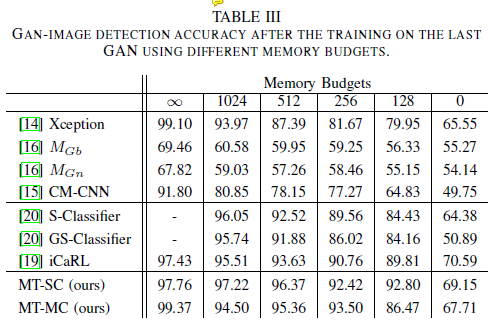 TABLE III
GAN-IMAGE DETECTION ACCURACY AFTER THE TRAINING ON THE LAST
GAN USING DIFFERENT MEMORY BUDGETS.
Memory Budgets
∞ 1024 512 256 128 0
[14] Xception 99.10 93.97 87.39 81.67 79.95 65.55
[16] M_Gb 69.46 60.58 59.95 59.25 56.33 55.27
[16] M_Gn 67.82 59.03 57.26 58.46 55.15 54.14
[15] CM-CNN 91.80 80.85 78.15 77.27 64.83 49.75
[20] S-Classifier - 96.05 92.52 89.56 84.43 64.38
[20] GS-Classifier - 95.74 91.88 86.02 84.16 50.89
[19] iCaRL 97.43 95.51 93.63 90.76 89.81 70.59
MT-SC (ours) 97.76 97.22 96.37 92.42 92.80 69.15
MT-MC (ours) 99.37 94.50 95.36 93.50 86.47 67.71